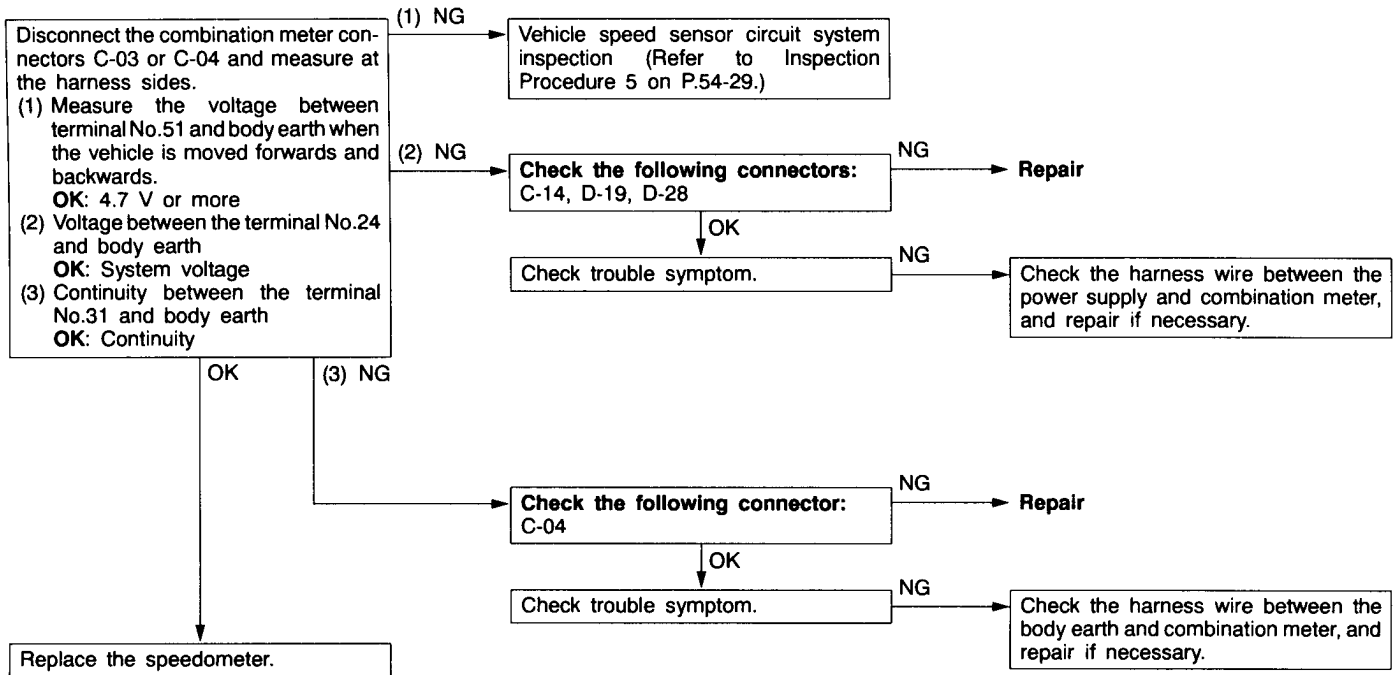 Disconnect the combination meter con-
nectors C-03 or C-04 and measure at
the harness sides.
(1) Measure the voltage between
terminal No.51 and body earth when
the vehicle is moved forwards and
backwards.
OK: 4.7 V or more
(2) Voltage between the terminal No.24
and body earth
OK: System voltage
(3) Continuity between the terminal
No.31 and body earth
OK: Continuity
(1) NG
Vehicle speed sensor circuit system
inspection (Refer to Inspection
Procedure 5 on P.54-29.)
(2) NG
Check the following connectors:
C-14, D-19, D-28
NG
Repair
OK
Check trouble symptom.
NG
Check the harness wire between the
power supply and combination meter,
and repair if necessary.
OK
(3) NG
Check the following connector:
C-04
NG
Repair
OK
Check trouble symptom.
NG
Check the harness wire between the
body earth and combination meter, and
repair if necessary.
Replace the speedometer.